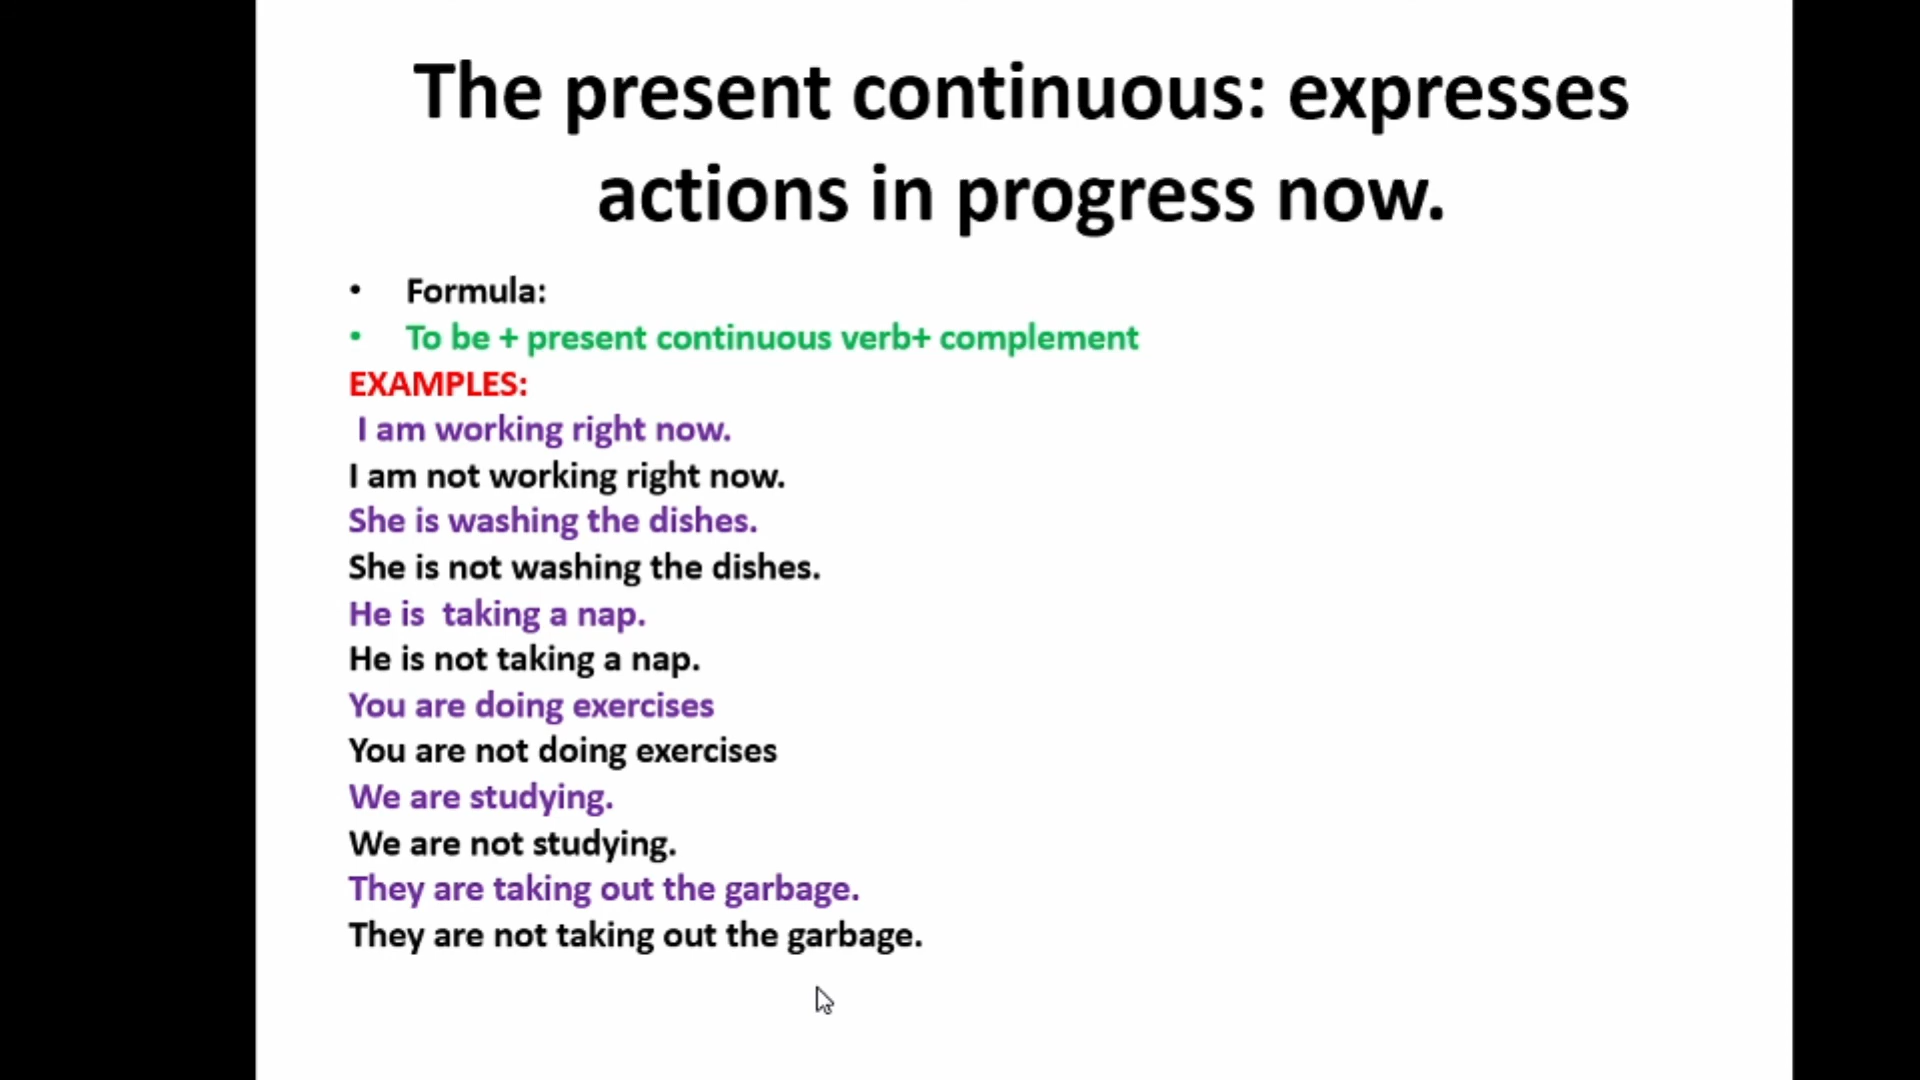 The present continuous: expresses
actions in progress now.
• Formula:
• To be + present continuous verb+ complement
EXAMPLES:
I am working right now.
I am not working right now.
She is washing the dishes.
She is not washing the dishes.
He is  taking a nap.
He is not taking a nap.
You are doing exercises
You are not doing exercises
We are studying.
We are not studying.
They are taking out the garbage.
They are not taking out the garbage.